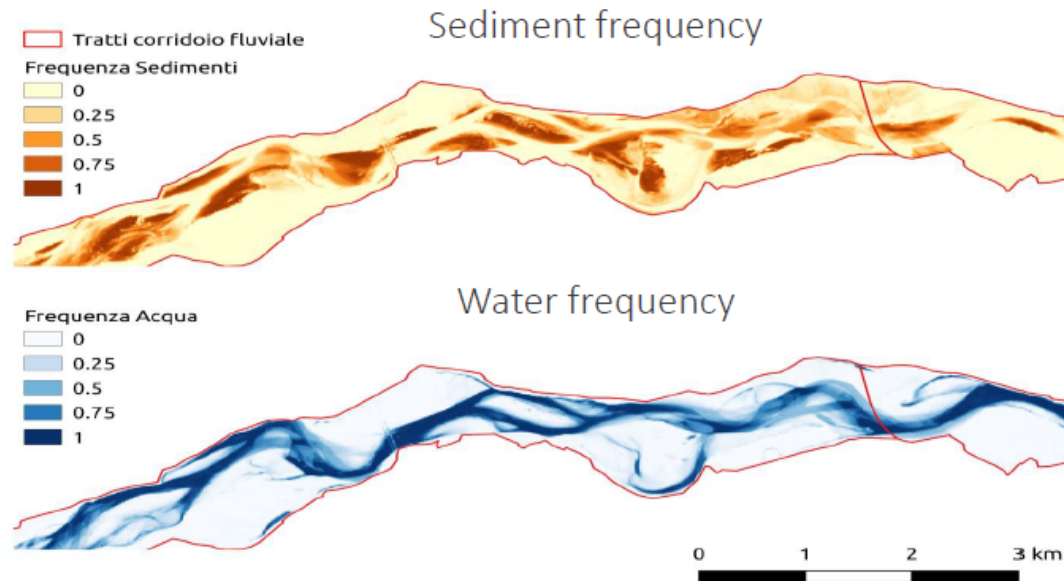 Sediment frequency
Tratti corridoio fluviale
Frequenza Sedimenti
0
0.25
0.5
0.75
1
Water frequency
Frequenza Acqua
0
0.25
0.5
0.75
1
0 1 2 3 km